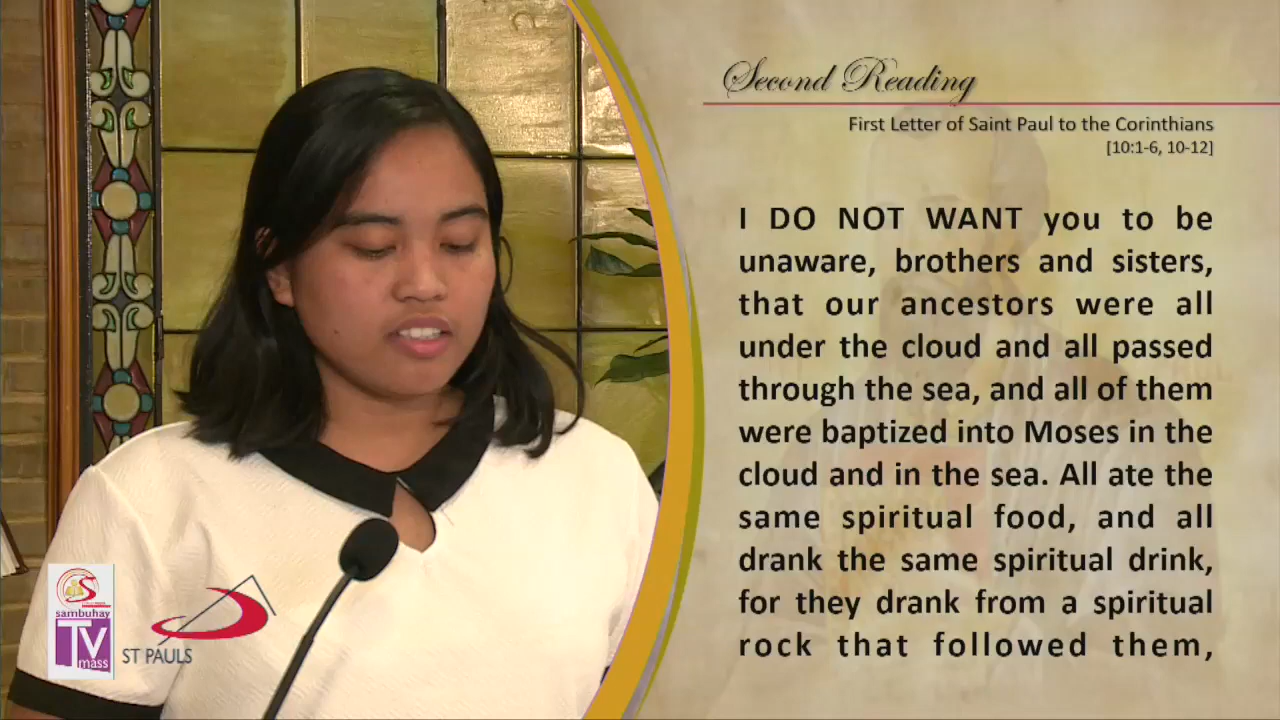 Second Reading
First Letter of Saint Paul to the Corinthians
[10:1-6, 10-12]
I DO NOT WANT you to be
unaware, brothers and sisters,
that our ancestors were all
under the cloud and all passed
through the sea, and all of them
were baptized into Moses in the
cloud and in the sea. All ate the
same spiritual food, and all
drank the same spiritual drink,
for they drank from a spiritual
rock that followed them,
sambuhay
TV
mass
ST PAULS